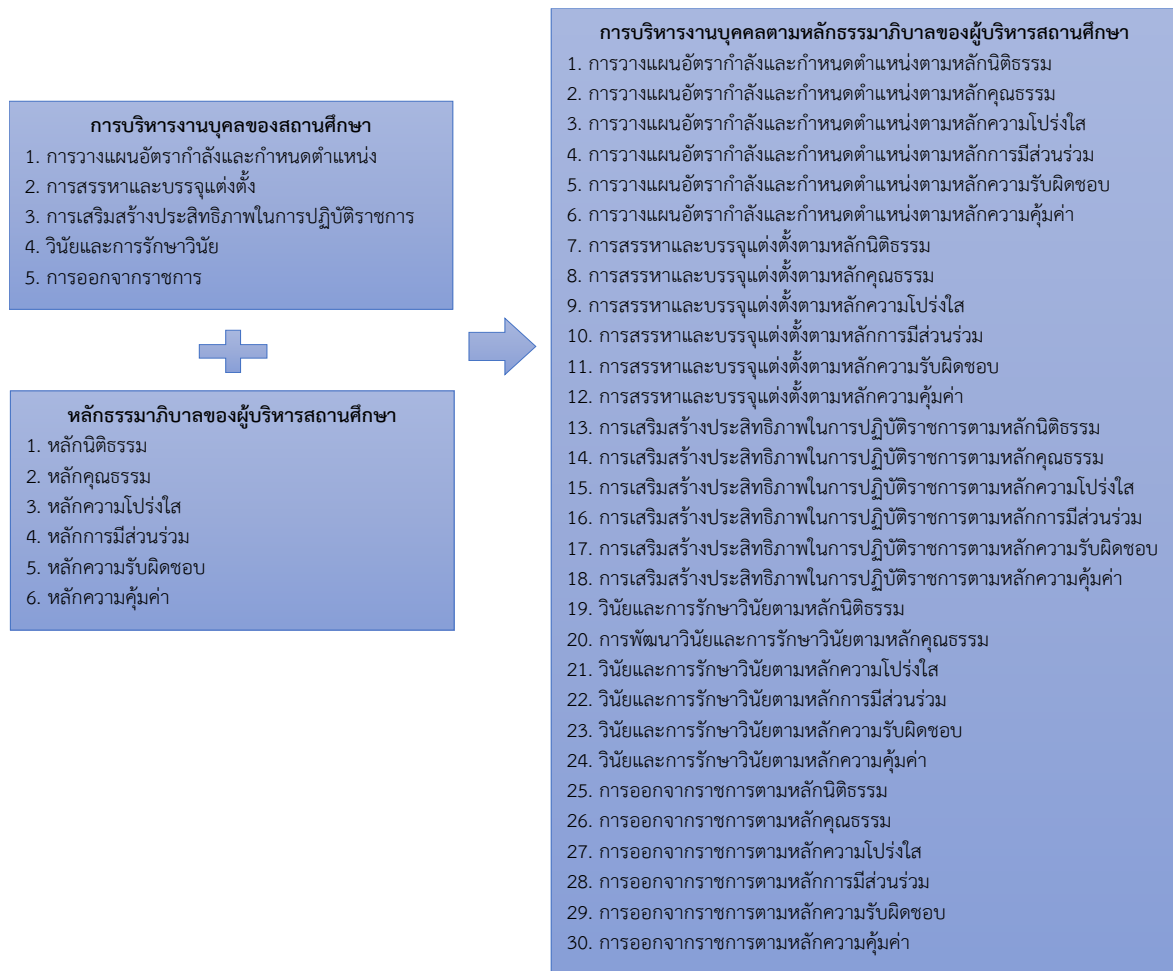 การบริหารงานบุคลของสถานศึกษา
1. การวางแผนอัตรากำลังและกำหนดตำแหน่ง
2. การสรรหาและบรรจุแต่งตั้ง
3. การเสริมสร้างประสิทธิภาพในการปฏิบัติราชการ
4. วินัยและการรักษาวินัย
5. การออกจากราชการ
หลักธรรมาภิบาลของผู้บริหารสถานศึกษา
1. หลักนิติธรรม
2. หลักคุณธรรม
3. หลักความโปร่งใส
4. หลักการมีส่วนร่วม
5. หลักความรับผิดชอบ
6. หลักความคุ้มค่า
การบริหารงานบุคคลตามหลักธรรมาภิบาลของผู้บริหารสถานศึกษา
1. การวางแผนอัตรากำลังและกำหนดตำแหน่งตามหลักนิติธรรม
2. การวางแผนอัตรากำลังและกำหนดตำแหน่งตามหลักคุณธรรม
3. การวางแผนอัตรากำลังและกำหนดตำแหน่งตามหลักความโปร่งใส
4. การวางแผนอัตรากำลังและกำหนดตำแหน่งตามหลักการมีส่วนร่วม
5. การวางแผนอัตรากำลังและกำหนดตำแหน่งตามหลักความรับผิดชอบ
6. การวางแผนอัตรากำลังและกำหนดตำแหน่งตามหลักความคุ้มค่า
7. การสรรหาและบรรจุแต่งตั้งตามหลักนิติธรรม
8. การสรรหาและบรรจุแต่งตั้งตามหลักคุณธรรม
9. การสรรหาและบรรจุแต่งตั้งตามหลักความโปร่งใส
10. การสรรหาและบรรจุแต่งตั้งตามหลักการมีส่วนร่วม
11. การสรรหาและบรรจุแต่งตั้งตามหลักความรับผิดชอบ
12. การสรรหาและบรรจุแต่งตั้งตามหลักความคุ้มค่า
13. การเสริมสร้างประสิทธิภาพในการปฏิบัติราชการตามหลักนิติธรรม
14. การเสริมสร้างประสิทธิภาพในการปฏิบัติราชการตามหลักคุณธรรม
15. การเสริมสร้างประสิทธิภาพในการปฏิบัติราชการตามหลักความโปร่งใส
16. การเสริมสร้างประสิทธิภาพในการปฏิบัติราชการตามหลักการมีส่วนร่วม
17. การเสริมสร้างประสิทธิภาพในการปฏิบัติราชการตามหลักความรับผิดชอบ
18. การเสริมสร้างประสิทธิภาพในการปฏิบัติราชการตามหลักความคุ้มค่า
19. วินัยและการรักษาวินัยตามหลักนิติธรรม
20. การพัฒนาวินัยและการรักษาวินัยตามหลักคุณธรรม
21. วินัยและการรักษาวินัยตามหลักความโปร่งใส
22. วินัยและการรักษาวินัยตามหลักการมีส่วนร่วม
23. วินัยและการรักษาวินัยตามหลักความรับผิดชอบ
24. วินัยและการรักษาวินัยตามหลักความคุ้มค่า
25. การออกจากราชการตามหลักนิติธรรม
26. การออกจากราชการตามหลักคุณธรรม
27. การออกจากราชการตามหลักความโปร่งใส
28. การออกจากราชการตามหลักการมีส่วนร่วม
29. การออกจากราชการตามหลักความรับผิดชอบ
30. การออกจากราชการตามหลักความคุ้มค่า